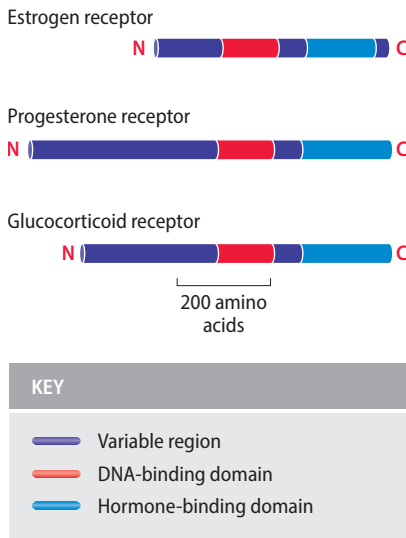 Estrogen receptor
N C
Progesterone receptor
N C
Glucocorticoid receptor
N C
200 amino
acids
KEY
Variable region
DNA-binding domain
Hormone-binding domain